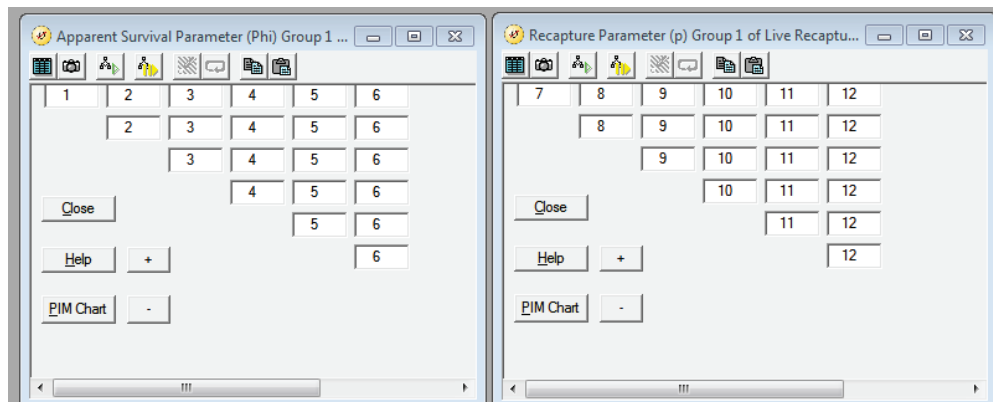 Apparent Survival Parameter (Phi) Group 1 ...
1 2 3 4 5 6
2 3 4 5 6
3 4 5 6
4 5 6
Close
5 6
Help + 6
PIM Chart -
Recapture Parameter (p) Group 1 of Live Recaptu...
7 8 9 10 11 12
8 9 10 11 12
9 10 11 12
10 11 12
Close
11 12
Help + 12
PIM Chart -